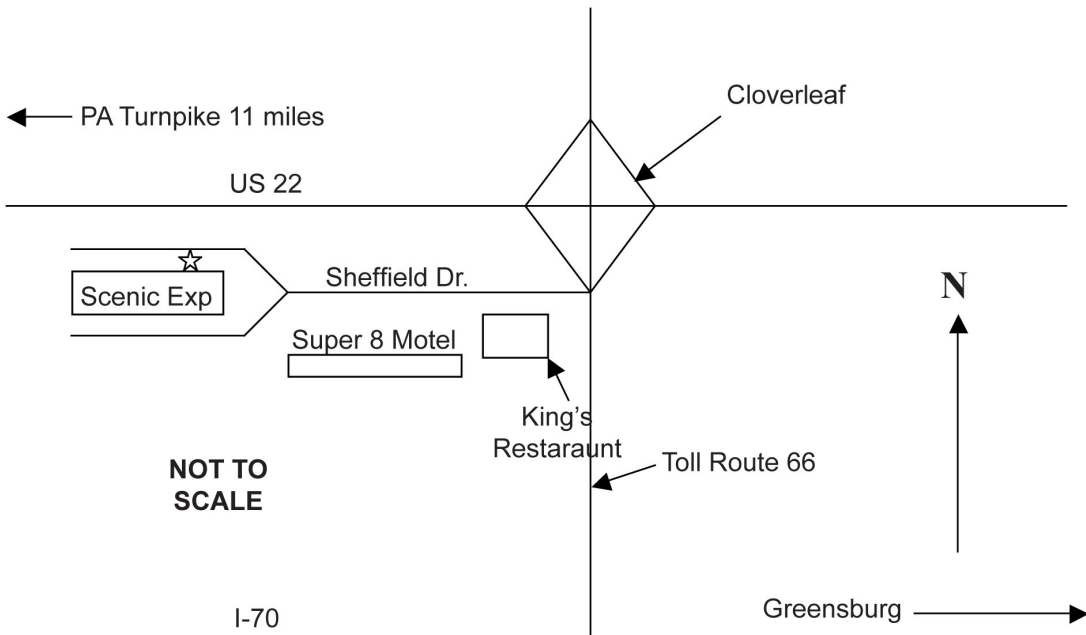 Cloverleaf
PA Turnpike 11 miles
US 22
Sheffield Dr.
Scenic Exp
N
Super 8 Motel
King's
Restaraunt
Toll Route 66
NOT TO
SCALE
I-70
Greensburg